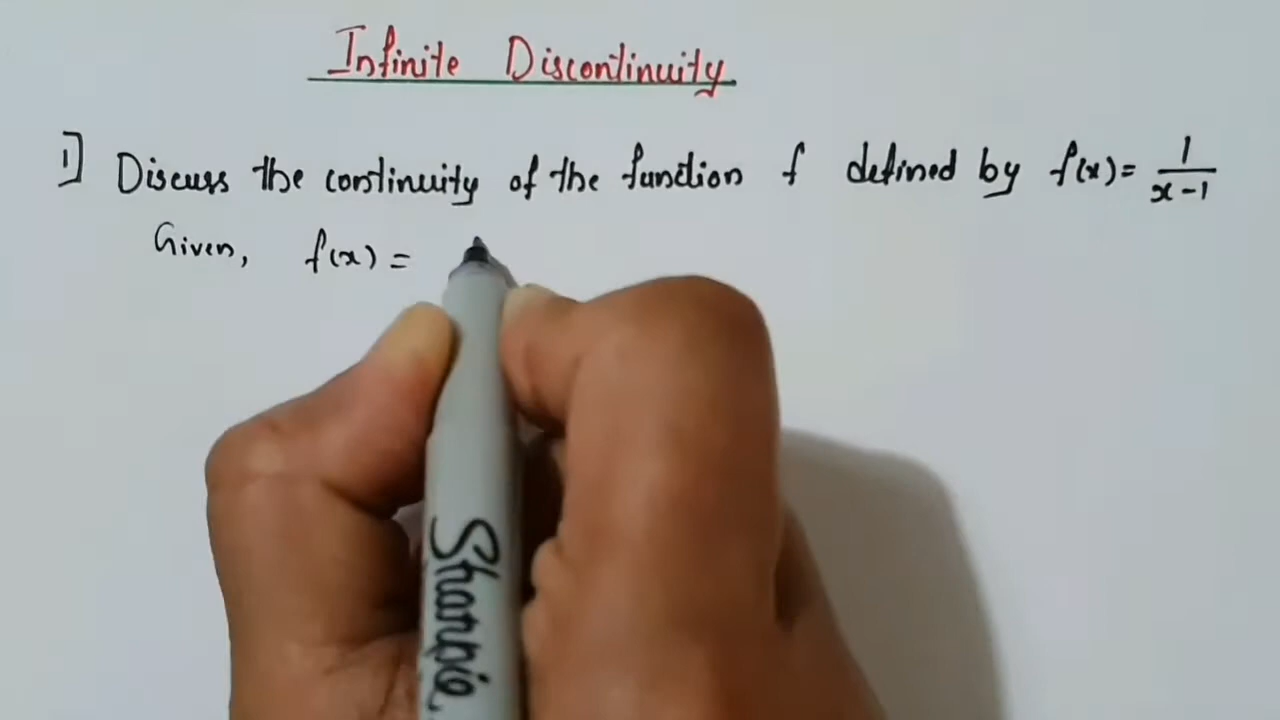 Infinite Discontinuity
1] Discuss the continuity of the function f defined by f(x) = 1/(x-1)
Given, f(x) =
Sharpie